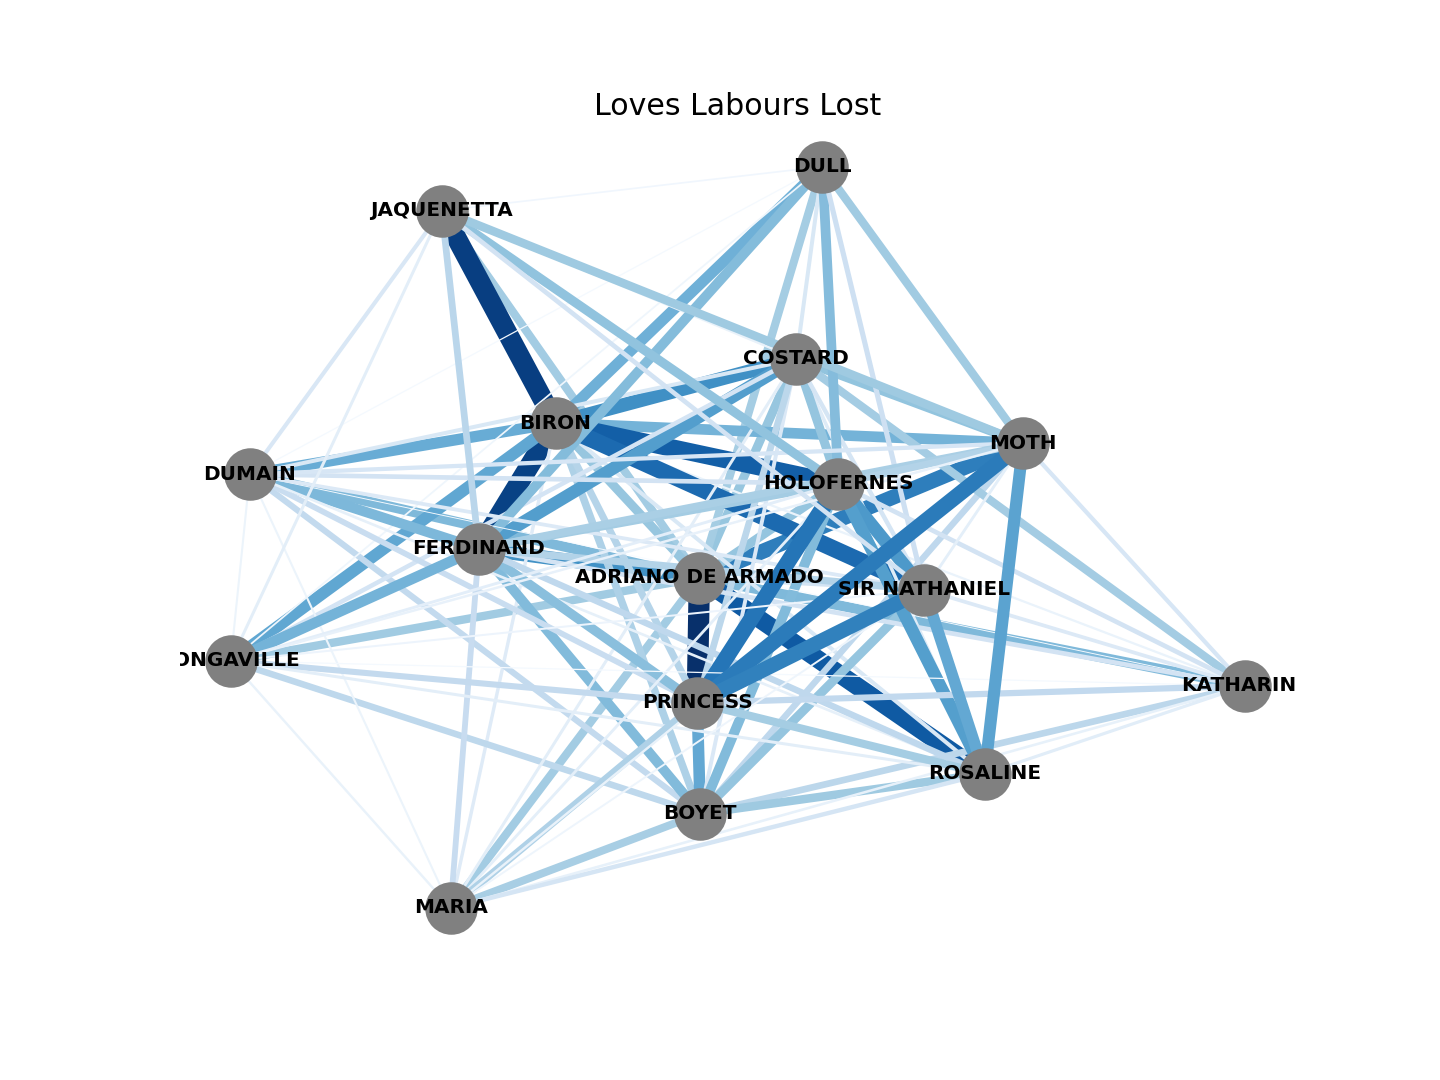 Loves Labours Lost
DULL
JAQUENETTA
COSTARD
BIRON
MOTH
DUMAIN
HOLOFERNES
FERDINAND
ADRIANO DE ARMADO
SIR NATHANIEL
ONGAVILLE
KATHARIN
PRINCESS
ROSALINE
BOYET
MARIA